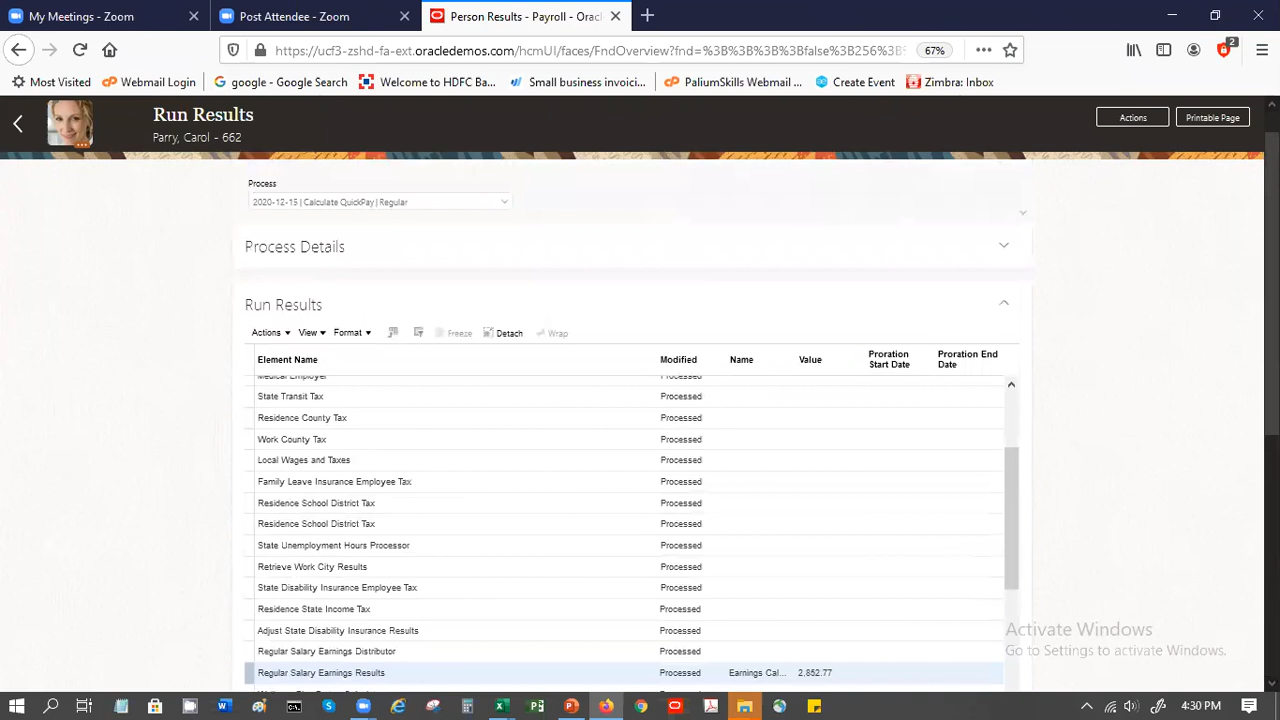 My Meetings - Zoom
Post Attendee - Zoom
Person Results - Payroll - Orac
https://ucf3-zshd-fa-ext.oracledemos.com/hcmUI/faces/FndOverview?fnd=%3B%3B%3B%3Bfalse%3B256%3B
67%
2
Most Visited
Webmail Login
google - Google Search
Welcome to HDFC Ba...
Small business invoici...
PaliumSkills Webmail ...
Create Event
Zimbra: Inbox
Run Results
Parry, Carol - 662
Actions
Printable Page
Process
2020-12-15 | Calculate QuickPay | Regular
Process Details
Run Results
Actions
View
Format
Freeze
Detach
Wrap
Element Name Modified Name Value Proration Start Date Proration End Date
Medical Employer Processed
State Transit Tax Processed
Residence County Tax Processed
Work County Tax Processed
Local Wages and Taxes Processed
Family Leave Insurance Employee Tax Processed
Residence School District Tax Processed
Residence School District Tax Processed
State Unemployment Hours Processor Processed
Retrieve Work City Results Processed
State Disability Insurance Employee Tax Processed
Residence State Income Tax Processed
Adjust State Disability Insurance Results Processed
Regular Salary Earnings Distributor Processed
Regular Salary Earnings Results Processed Earnings Cal... 2,852.77
Activate Windows
Go to Settings to activate Windows.
4:30 PM